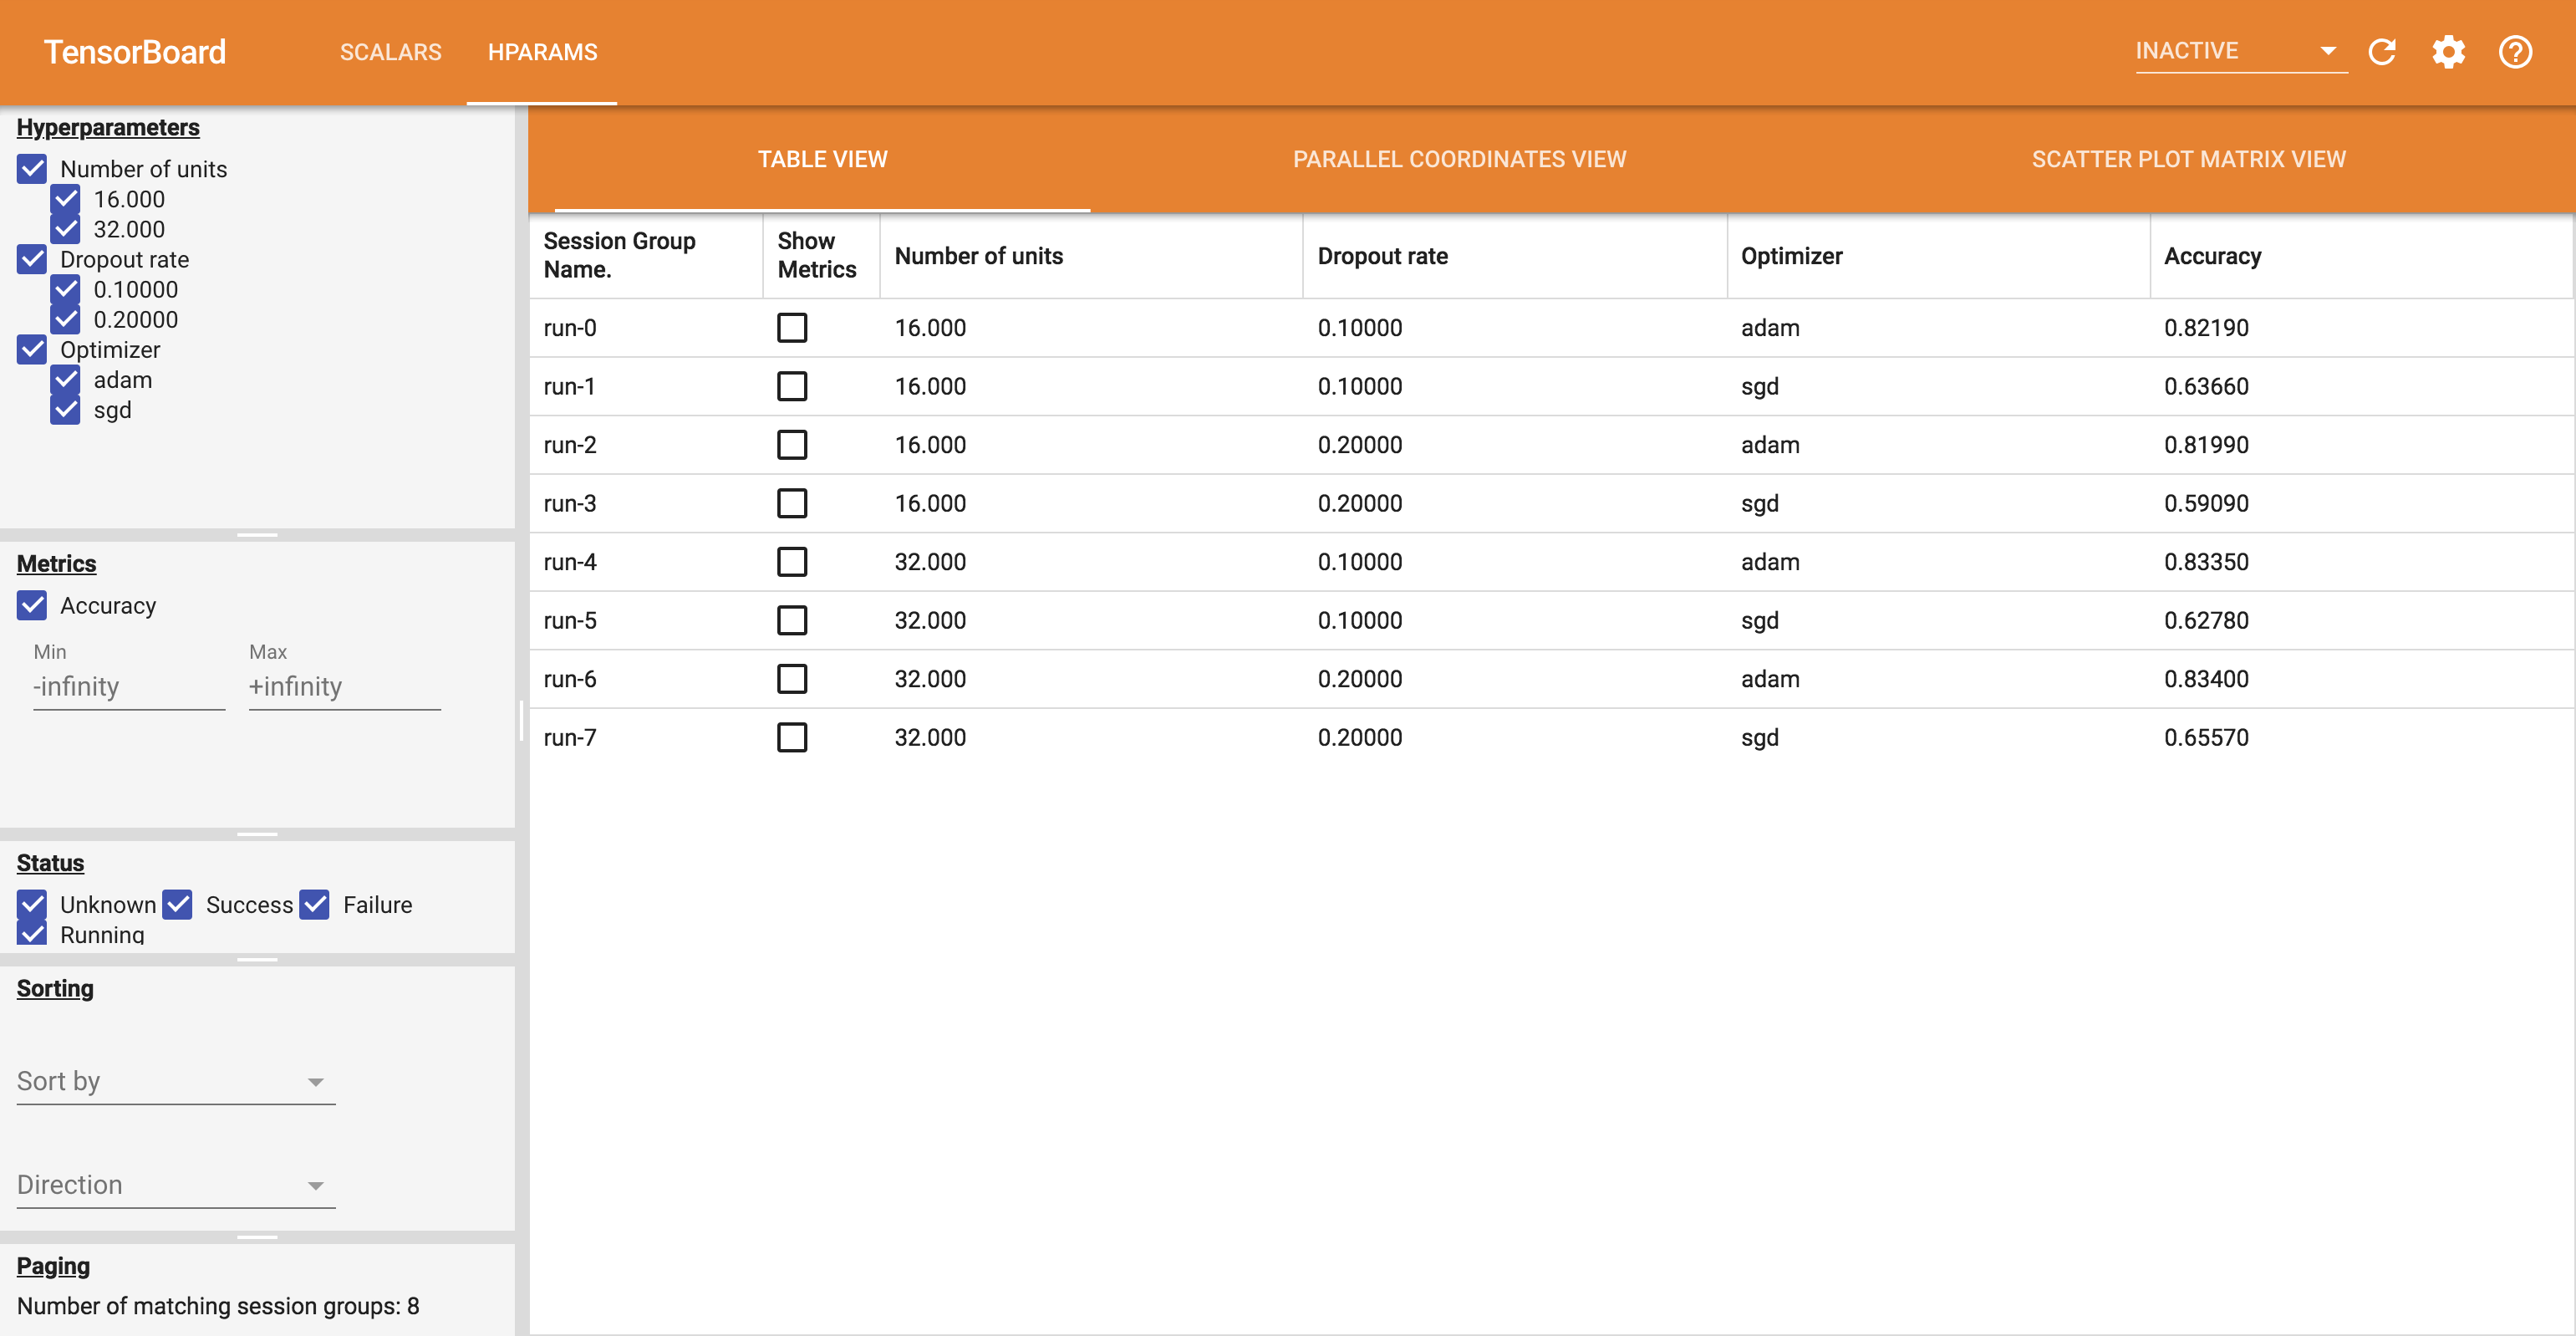 TensorBoard SCALARS HPARAMS INACTIVE
Hyperparameters
Number of units
16.000
32.000
Dropout rate
0.10000
0.20000
Optimizer
adam
sgd
Metrics
Accuracy
Min Max
-infinity +infinity
Status
Unknown Success Failure
Running
Sorting
Sort by
Direction
Paging
Number of matching session groups: 8
TABLE VIEW PARALLEL COORDINATES VIEW SCATTER PLOT MATRIX VIEW
Session Group Name. Show Metrics Number of units Dropout rate Optimizer Accuracy
run-0 16.000 0.10000 adam 0.82190
run-1 16.000 0.10000 sgd 0.63660
run-2 16.000 0.20000 adam 0.81990
run-3 16.000 0.20000 sgd 0.59090
run-4 32.000 0.10000 adam 0.83350
run-5 32.000 0.10000 sgd 0.62780
run-6 32.000 0.20000 adam 0.83400
run-7 32.000 0.20000 sgd 0.65570